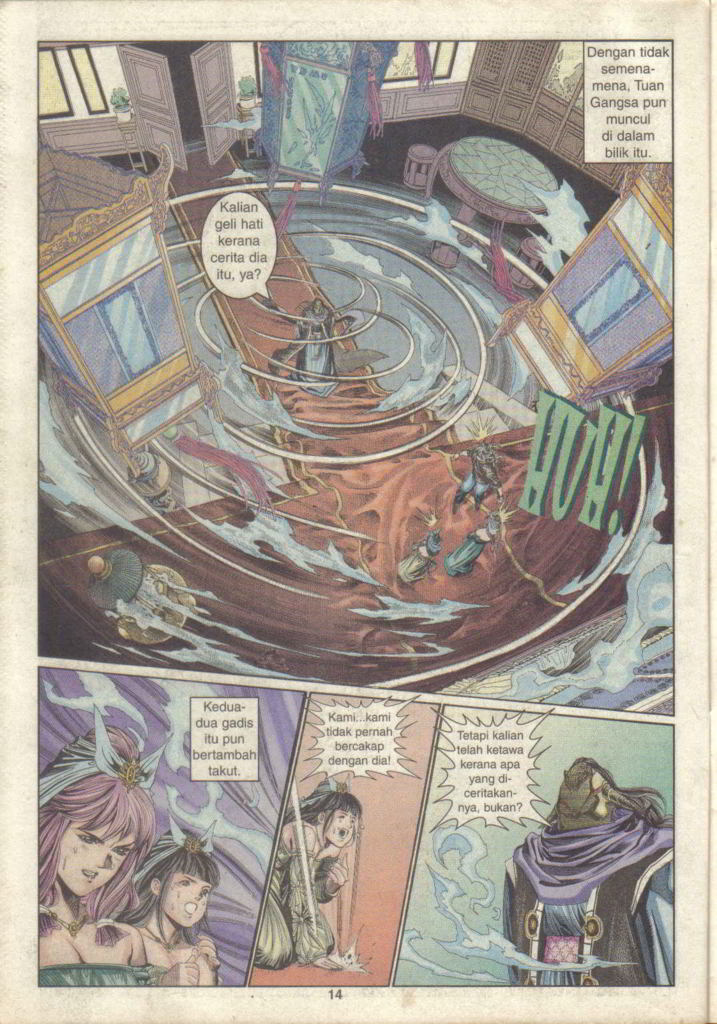 Dengan tidak
semena-
mena, Tuan
Gangsa pun
muncul
di dalam
bilik itu.
Kalian
geli hati
kerana
cerita dia
itu, ya?
HUH!
Kedua-
dua gadis
itu pun
bertambah
takut.
Kami...kami
tidak pernah
bercakap
dengan dia!
Tetapi kalian
telah ketawa
kerana apa
yang di-
ceritakan-
nya, bukan?
14